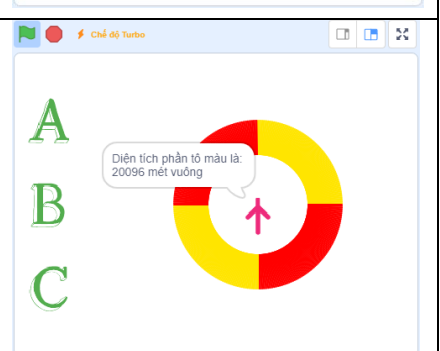 Chế độ Turbo
A
Diện tích phần tô màu là:
20096 mét vuông
B
C